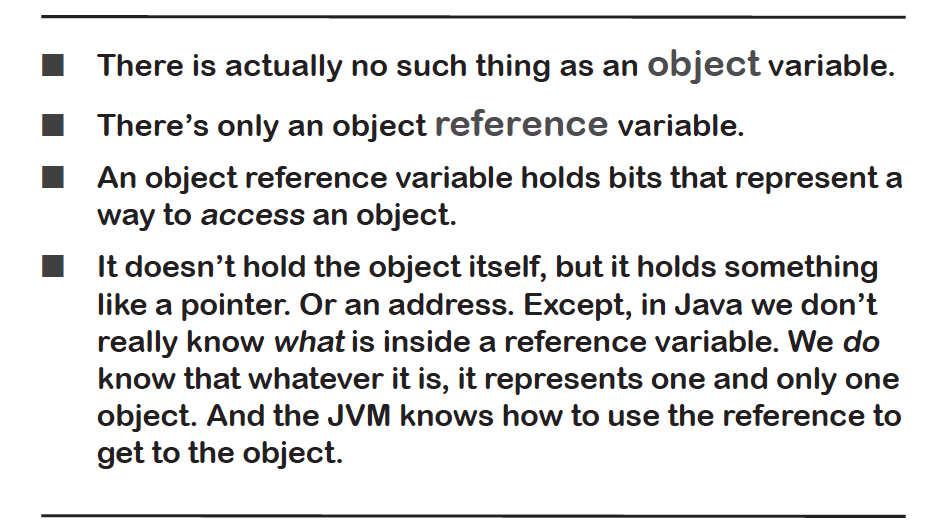 ■ There is actually no such thing as an object variable.
■ There’s only an object reference variable.
■ An object reference variable holds bits that represent a
way to access an object.
■ It doesn’t hold the object itself, but it holds something
like a pointer. Or an address. Except, in Java we don’t
really know what is inside a reference variable. We do
know that whatever it is, it represents one and only one
object. And the JVM knows how to use the reference to
get to the object.